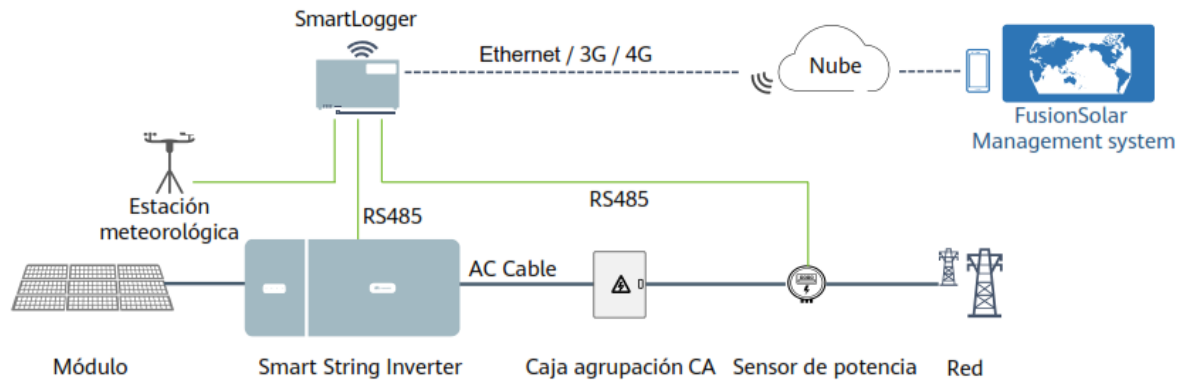 SmartLogger
Ethernet / 3G / 4G
Nube
FusionSolar
Management system
Estación
meteorológica
RS485
RS485
AC Cable
Módulo
Smart String Inverter
Caja agrupación CA
Sensor de potencia
Red